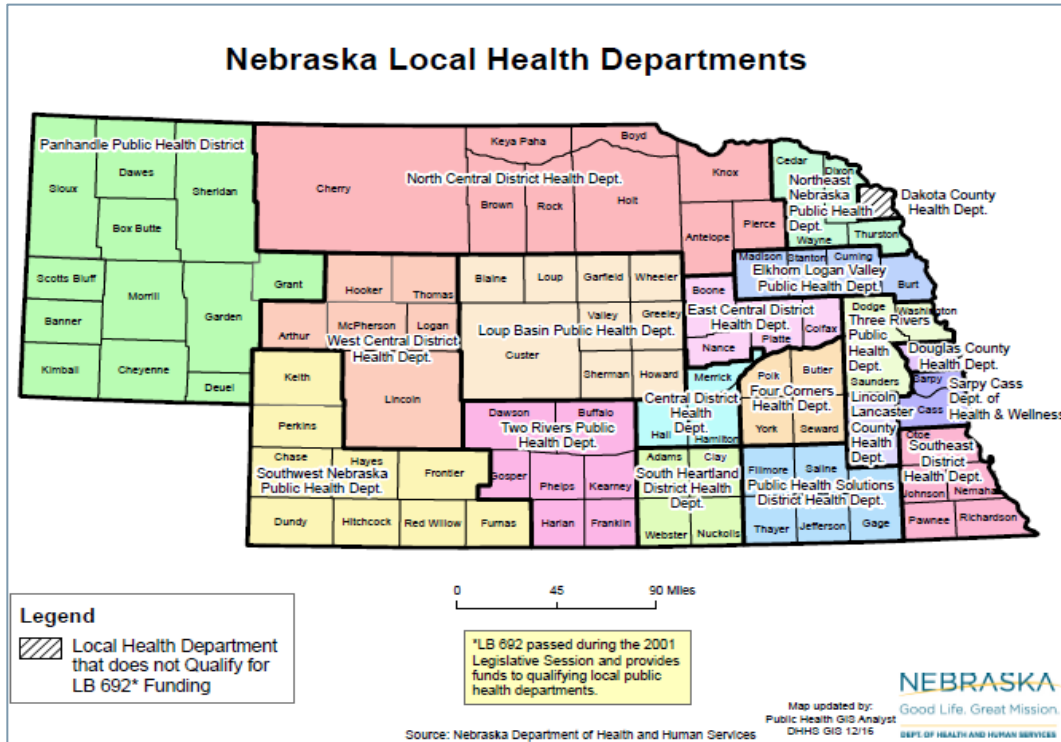 Nebraska Local Health Departments
Panhandle Public Health District
Sioux
Dawes
Sheridan
Box Butte
Scotts Bluff
Morrill
Banner
Garden
Kimball
Cheyenne
Deuel
Grant
North Central District Health Dept.
Cherry
Keya Paha
Boyd
Brown
Rock
Holt
Knox
Antelope
Pierce
Cedar
Dixon
Northeast
Nebraska
Public Health
Dept.
Wayne
Thurston
Dakota County
Health Dept.
Madison
Stanton
Cuming
Elkhorn Logan Valley
Public Health Dept.
Burt
Hooker
Thomas
Arthur
McPherson
Logan
West Central District
Health Dept.
Lincoln
Blaine
Loup
Garfield
Wheeler
Valley
Greeley
Loup Basin Public Health Dept.
Custer
Sherman
Howard
Boone
East Central District
Health Dept.
Nance
Platte
Colfax
Dodge
Washington
Three Rivers
Public
Health
Dept.
Saunders
Douglas County
Health Dept.
Sarpy
Cass
Sarpy Cass
Dept. of
Health & Wellness
Lincoln
Lancaster
County
Health
Dept.
Merrick
Central District
Health
Dept.
Hall
Hamilton
Polk
Butler
Four Corners
Health Dept.
York
Seward
Keith
Perkins
Chase
Hayes
Frontier
Southwest Nebraska
Public Health Dept.
Dundy
Hitchcock
Red Willow
Furnas
Dawson
Buffalo
Two Rivers Public
Health Dept.
Gosper
Phelps
Kearney
Harlan
Franklin
Adams
Clay
South Heartland
District Health
Dept.
Webster
Nuckolls
Fillmore
Saline
Public Health Solutions
District Health Dept.
Thayer
Jefferson
Gage
Otoe
Southeast
District
Health Dept.
Johnson
Nemaha
Pawnee
Richardson
0 45 90 Miles
Legend
Local Health Department
that does not Qualify for
LB 692* Funding
*LB 692 passed during the 2001
Legislative Session and provides
funds to qualifying local public
health departments.
Source: Nebraska Department of Health and Human Services
Map updated by:
Public Health GIS Analyst
DHHS GIS 12/16
NEBRASKA
Good Life. Great Mission.
DEPT. OF HEALTH AND HUMAN SERVICES